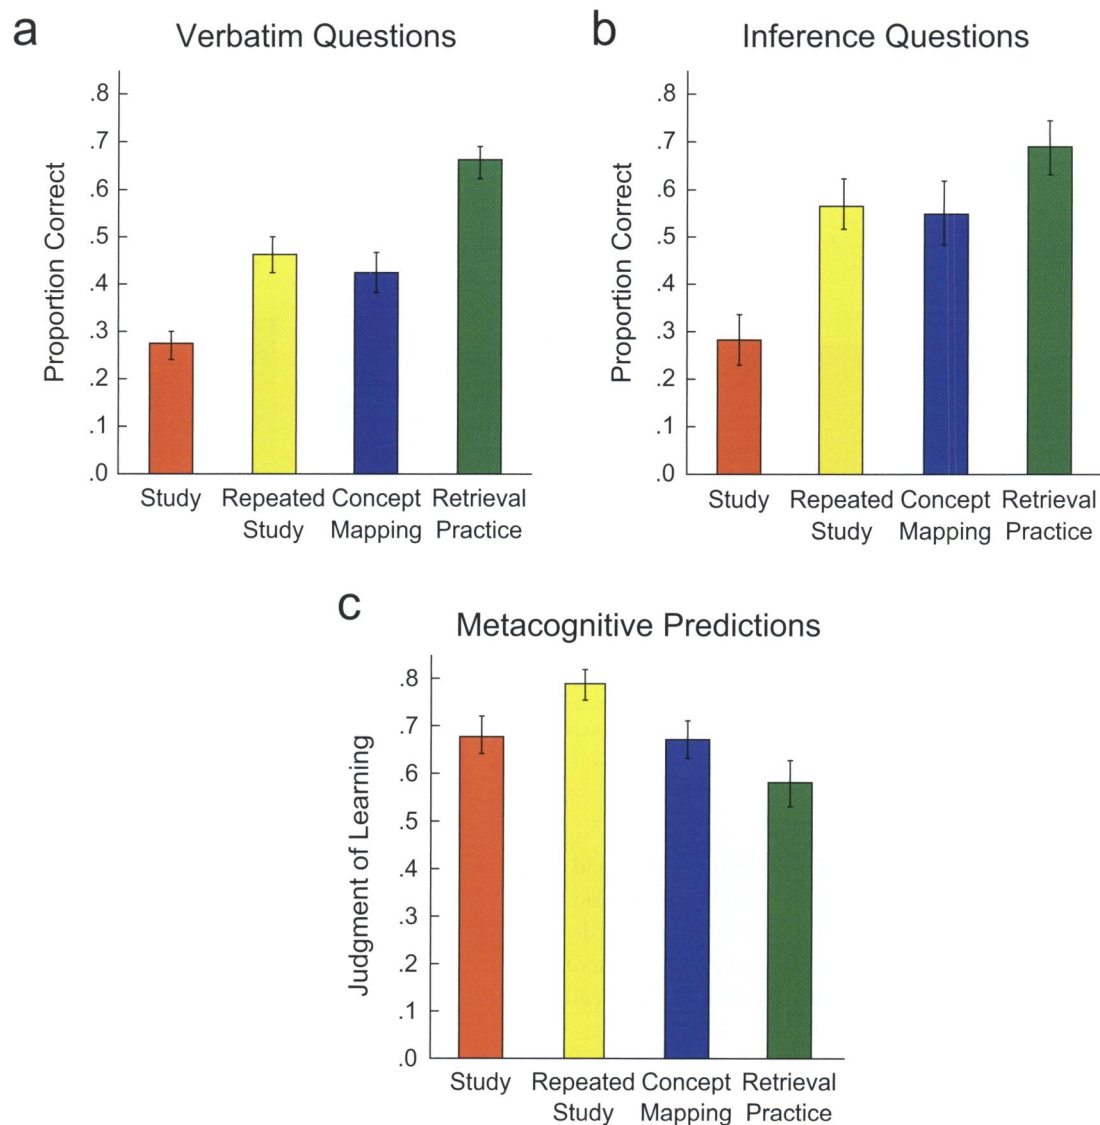 a
Verbatim Questions
Proportion Correct
.8
.7
.6
.5
.4
.3
.2
.1
.0
Study
Repeated
Study
Concept
Mapping
Retrieval
Practice
b
Inference Questions
Proportion Correct
.8
.7
.6
.5
.4
.3
.2
.1
.0
Study
Repeated
Study
Concept
Mapping
Retrieval
Practice
c
Metacognitive Predictions
Judgment of Learning
.8
.7
.6
.5
.4
.3
.2
.1
.0
Study
Repeated
Study
Concept
Mapping
Retrieval
Practice